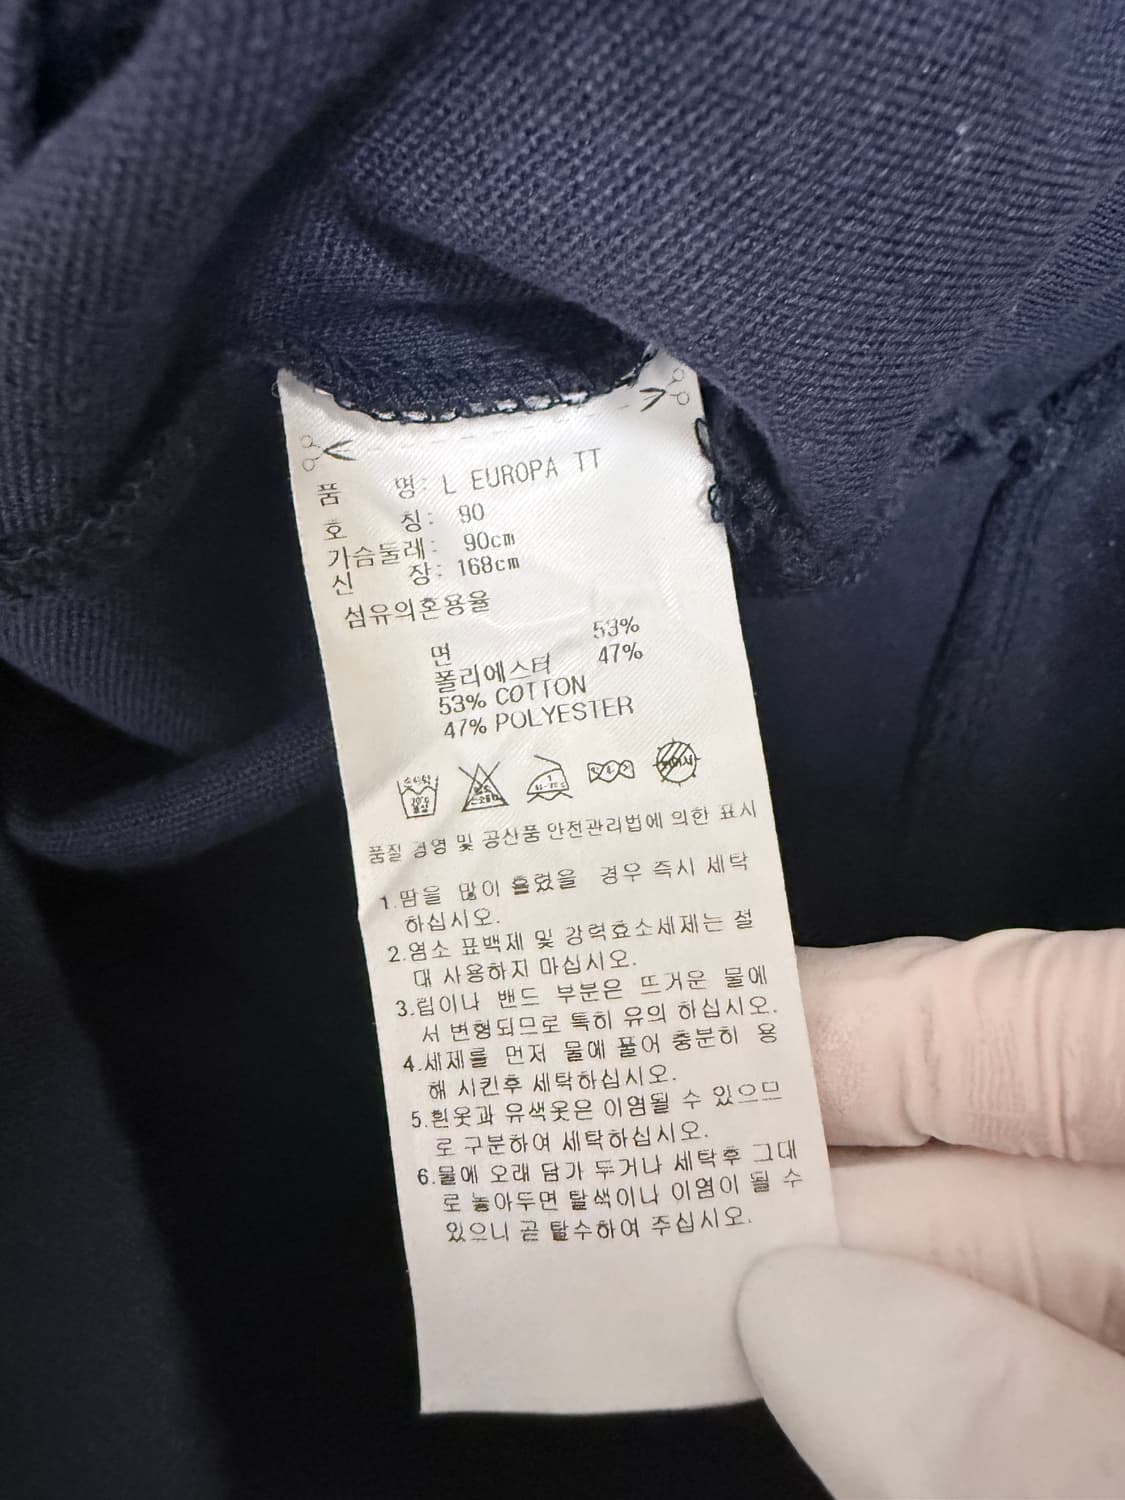 품 명: L EUROPA TT
호 칭: 90
가슴둘레: 90cm
신 장: 168cm
섬유의혼용율
면 53%
폴리에스터 47%
53% COTTON
47% POLYESTER
품질 경영 및 공산품 안전관리법에 의한 표시
1.땀을 많이 흘렸을 경우 즉시 세탁
하십시오.
2.염소 표백제 및 강력효소세제는 절
대 사용하지 마십시오.
3.립이나 밴드 부분은 뜨거운 물에
서 변형되므로 특히 유의 하십시오.
4.세제를 먼저 물에 풀어 충분히 용
해 시킨후 세탁하십시오.
5.흰옷과 유색옷은 이염될 수 있으므
로 구분하여 세탁하십시오.
6.물에 오래 담가 두거나 세탁후 그대
로 놓아두면 탈색이나 이염이 될 수
있으니 곧 탈수하여 주십시오.